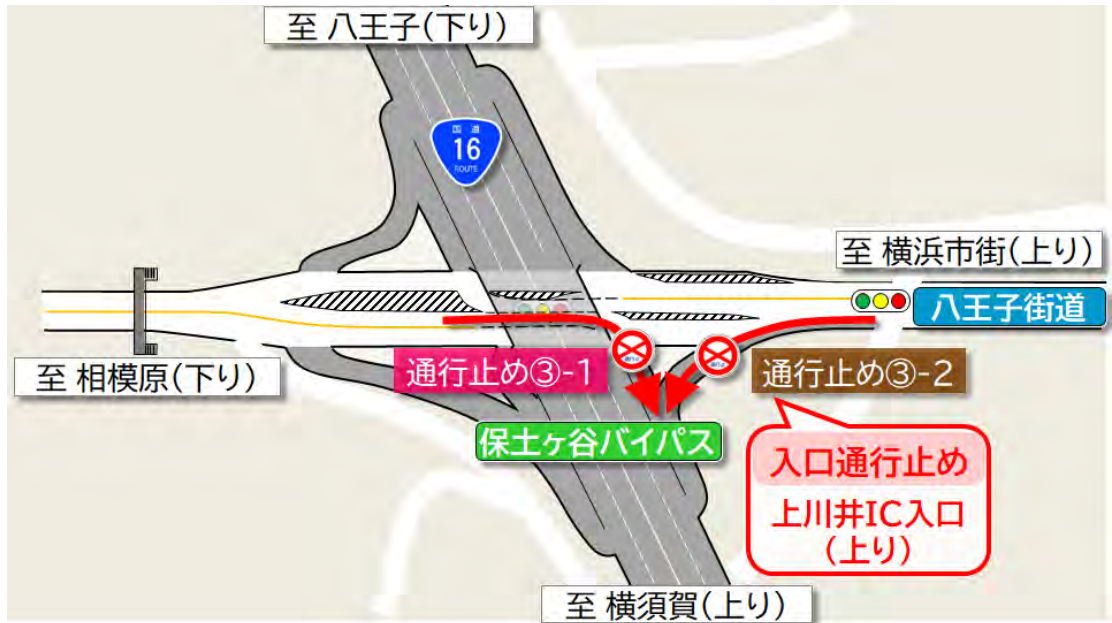 至 八王子(下り)
国道
16
ROUTE
至 横浜市街(上り)
八王子街道
至 相模原(下り)
通行止め③-1
通行止め③-2
保土ヶ谷バイパス
入口通行止め
上川井IC入口
(上り)
至 横須賀(上り)